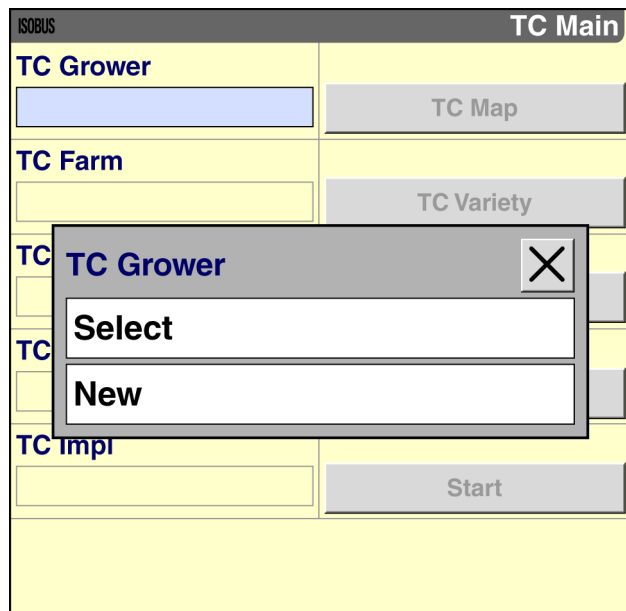 ISOBUS
TC Main
TC Grower
TC Map
TC Farm
TC Variety
TC
TC Grower
Select
TC
New
TC Impl
Start